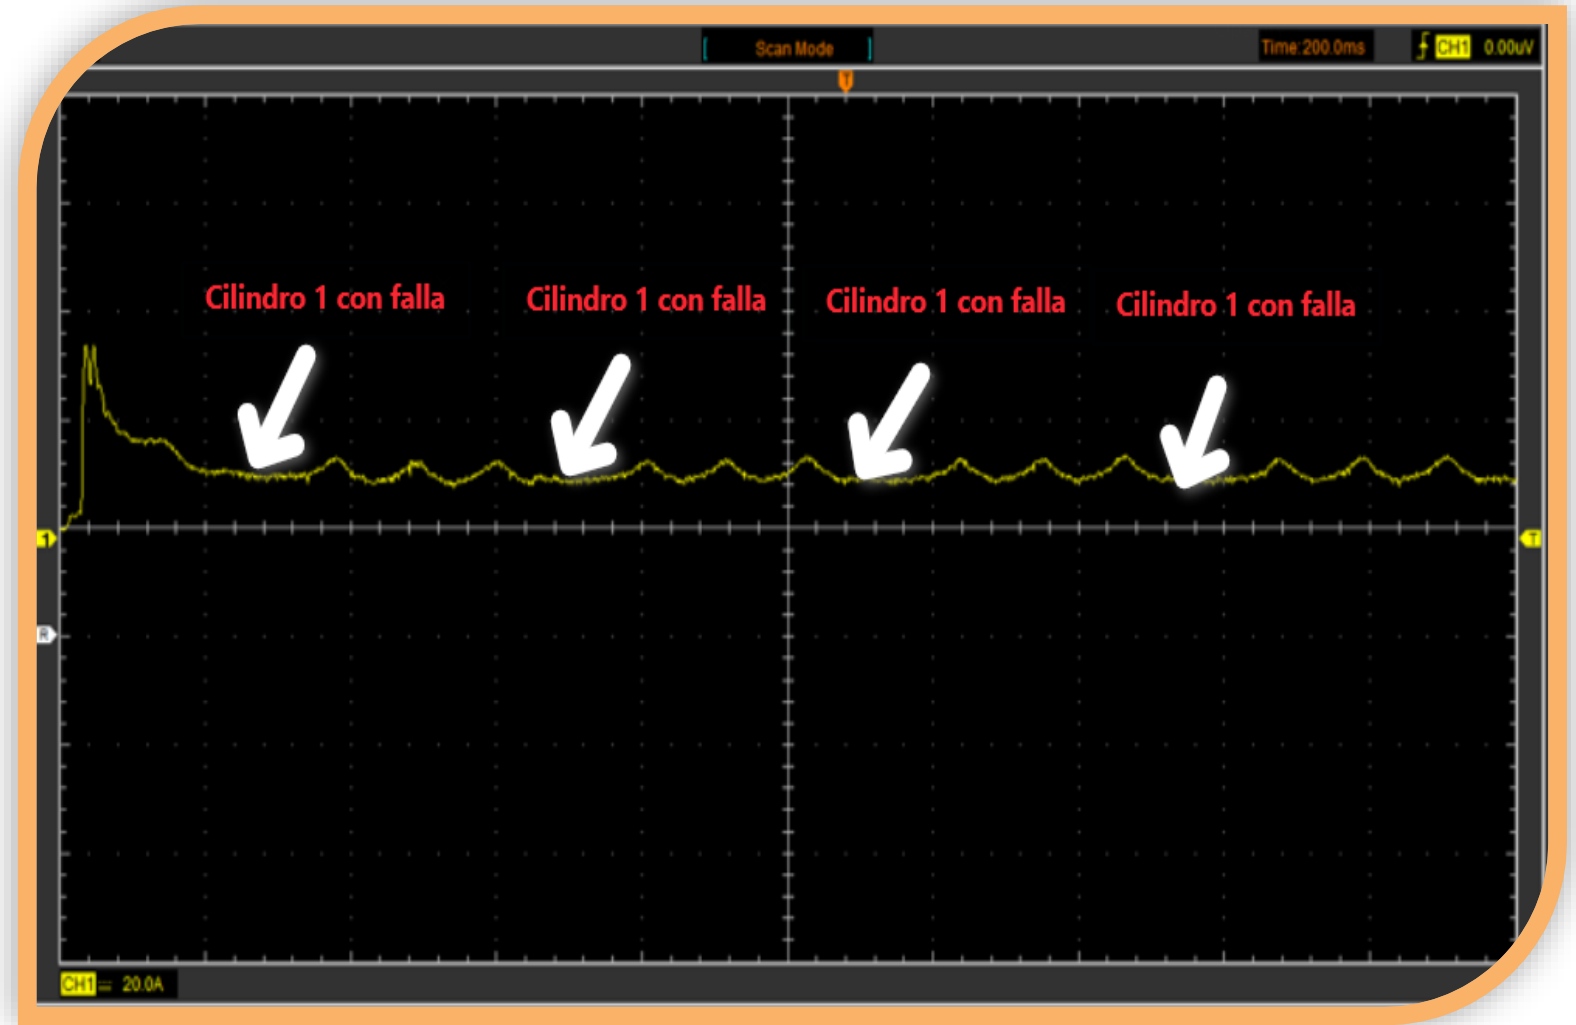 Scan Mode
Time:200.0ms
CH1 0.00uV
T
Cilindro 1 con falla
Cilindro 1 con falla
Cilindro 1 con falla
Cilindro 1 con falla
1
T
R
CH1 20.0A